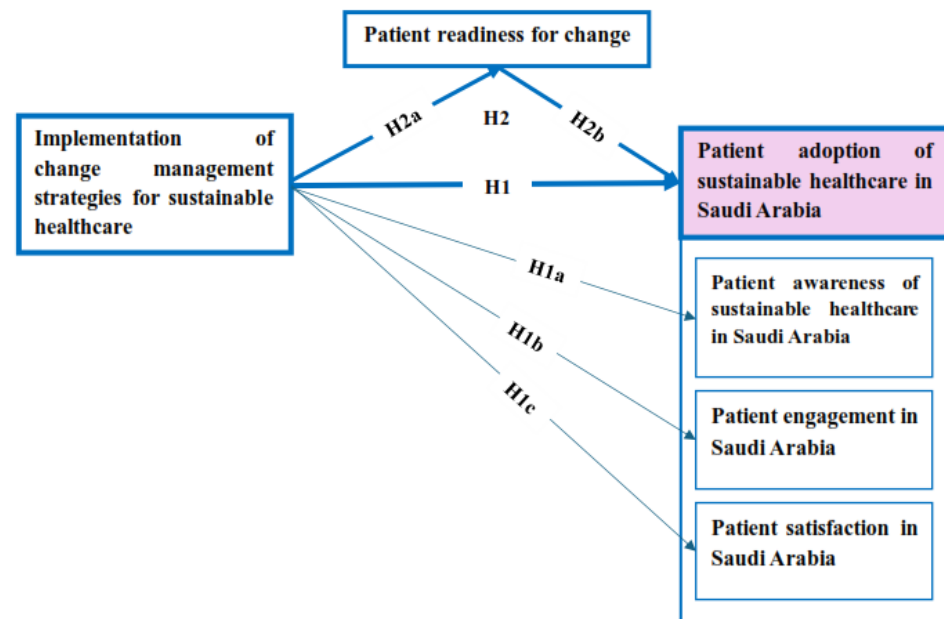 Patient readiness for change
H2a
H2
H2b
Implementation of
change management
strategies for sustainable
healthcare
H1
Patient adoption of
sustainable healthcare in
Saudi Arabia
H1a
Patient awareness of
sustainable healthcare
in Saudi Arabia
H1b
Patient engagement in
Saudi Arabia
H1c
Patient satisfaction in
Saudi Arabia